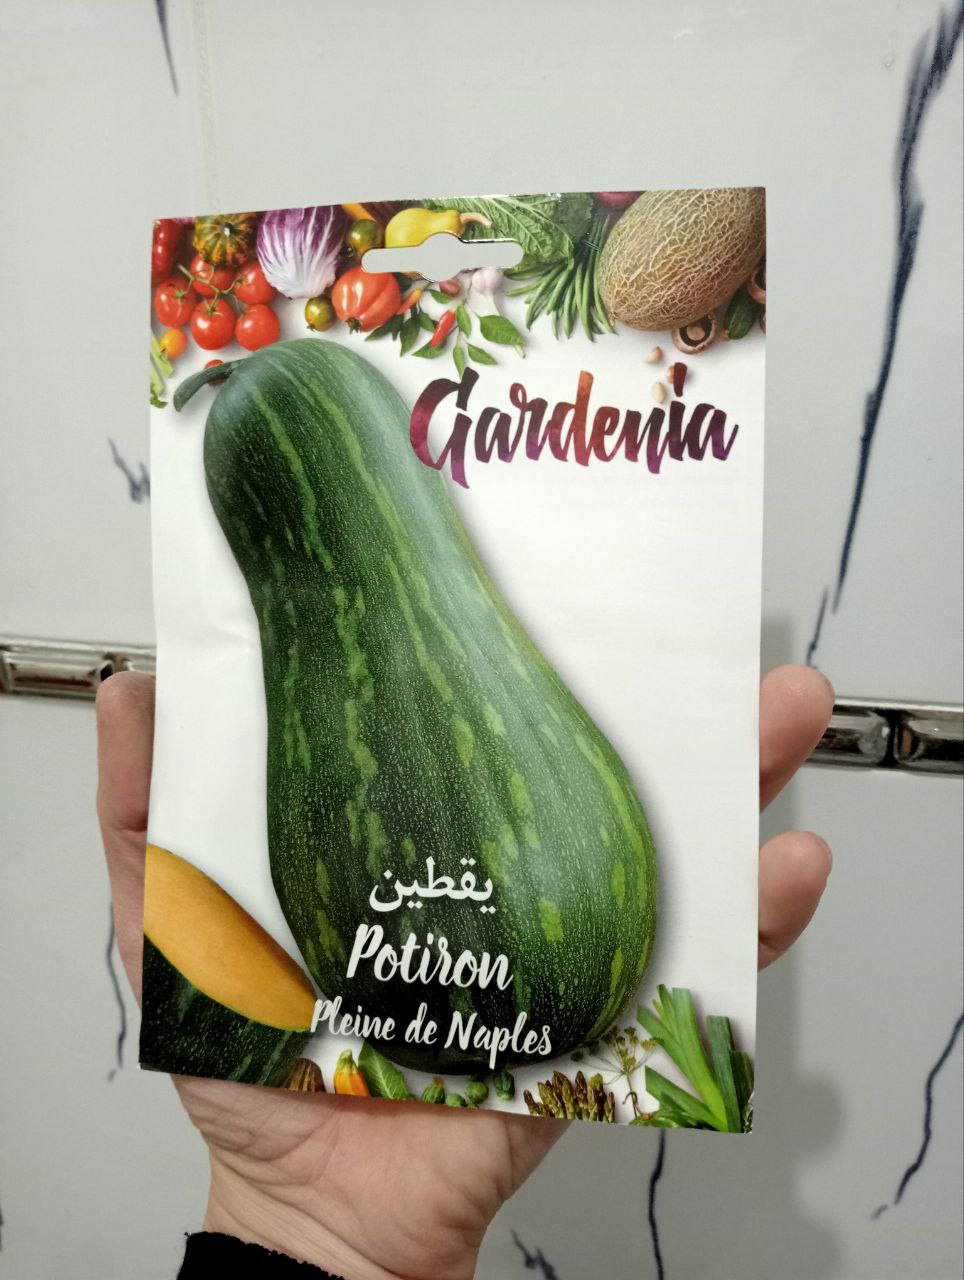 Gardenia
يقطين
Potiron
Pleine de Naples